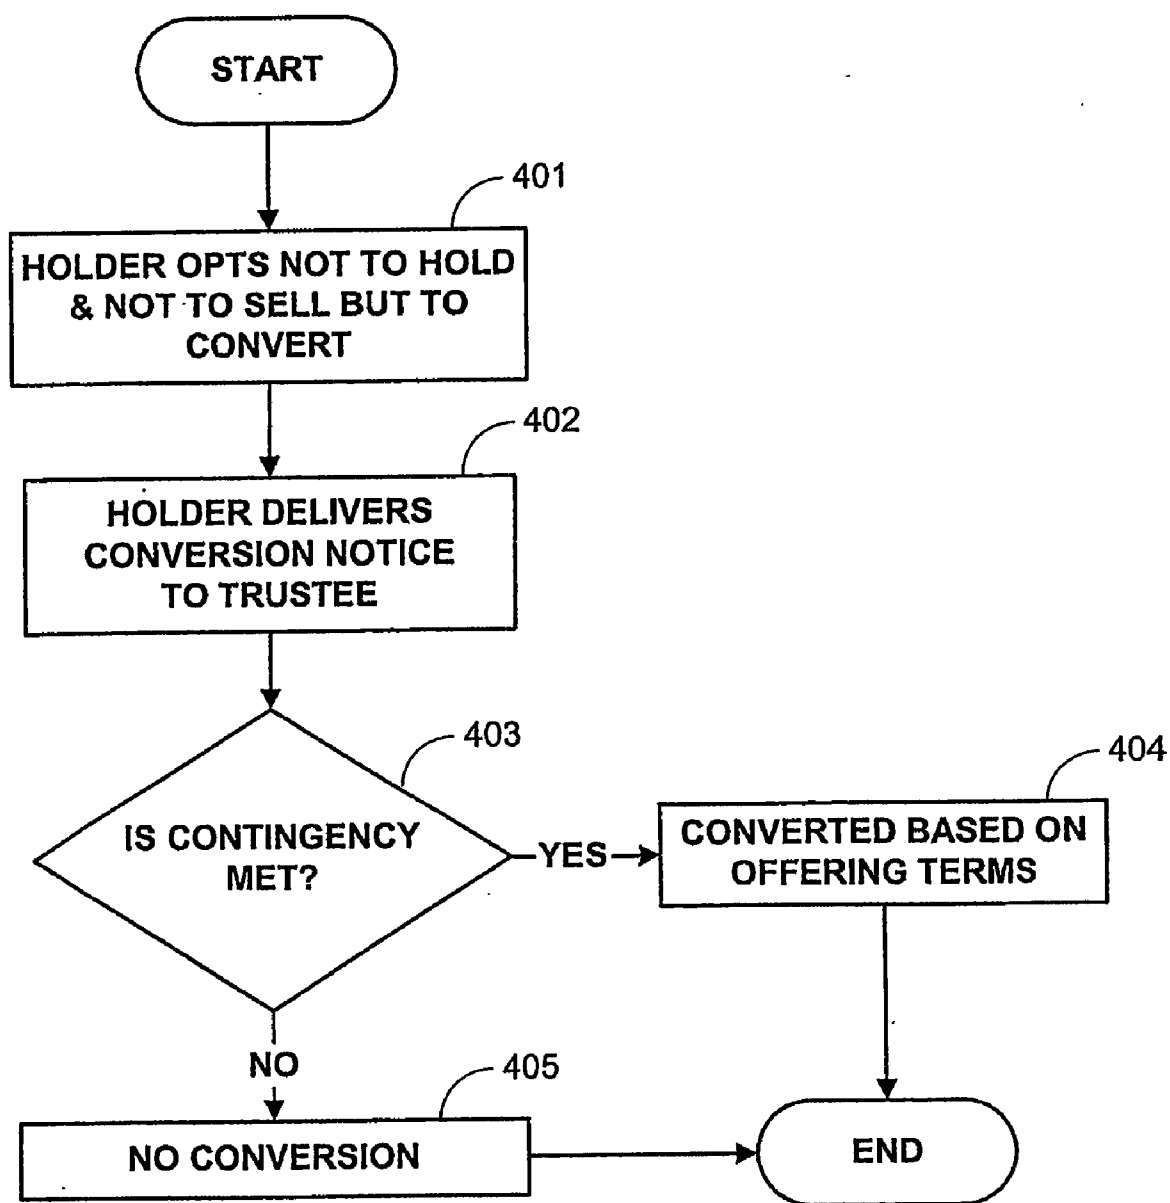 START
401
HOLDER OPTS NOT TO HOLD
& NOT TO SELL BUT TO
CONVERT
402
HOLDER DELIVERS
CONVERSION NOTICE
TO TRUSTEE
403
IS CONTINGENCY
MET?
YES
404
CONVERTED BASED ON
OFFERING TERMS
NO
405
NO CONVERSION
END